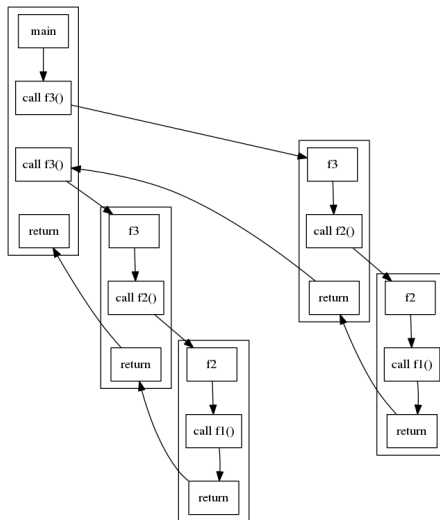 main
call f3()
call f3()
return
f3
call f2()
return
f2
call f1()
return
f3
call f2()
return
f2
call f1()
return